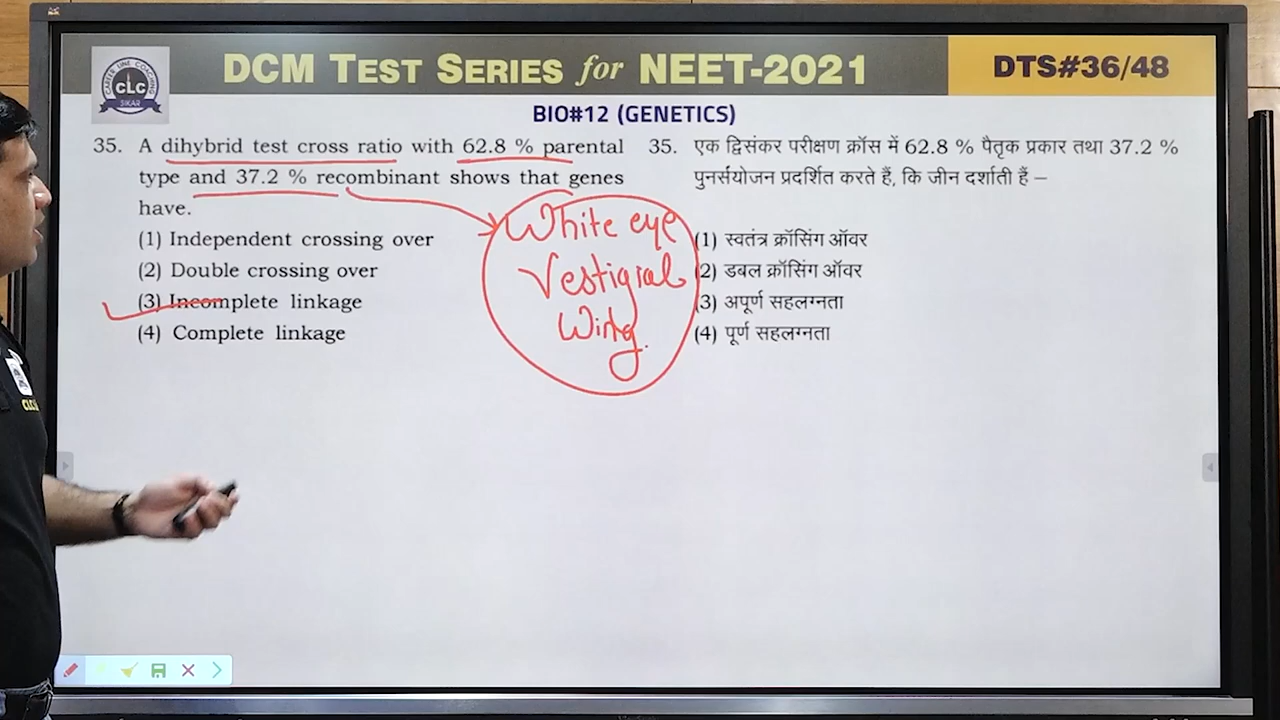 DCM TEST SERIES for NEET-2021
DTS#36/48
CAREER LINE COACHING
CLC
SIKAR
BIO#12 (GENETICS)
35. A dihybrid test cross ratio with 62.8 % parental
type and 37.2 % recombinant shows that genes
have.
(1) Independent crossing over
(2) Double crossing over
(3) Incomplete linkage
(4) Complete linkage
White eye
Vestigial
Wing.
35. एक द्विसंकर परीक्षण क्रॉस में 62.8 % पैतृक प्रकार तथा 37.2 %
पुनर्संयोजन प्रदर्शित करते हैं, कि जीन दर्शाती हैं –
(1) स्वतंत्र क्रॉसिंग ऑवर
(2) डबल क्रॉसिंग ऑवर
(3) अपूर्ण सहलग्नता
(4) पूर्ण सहलग्नता